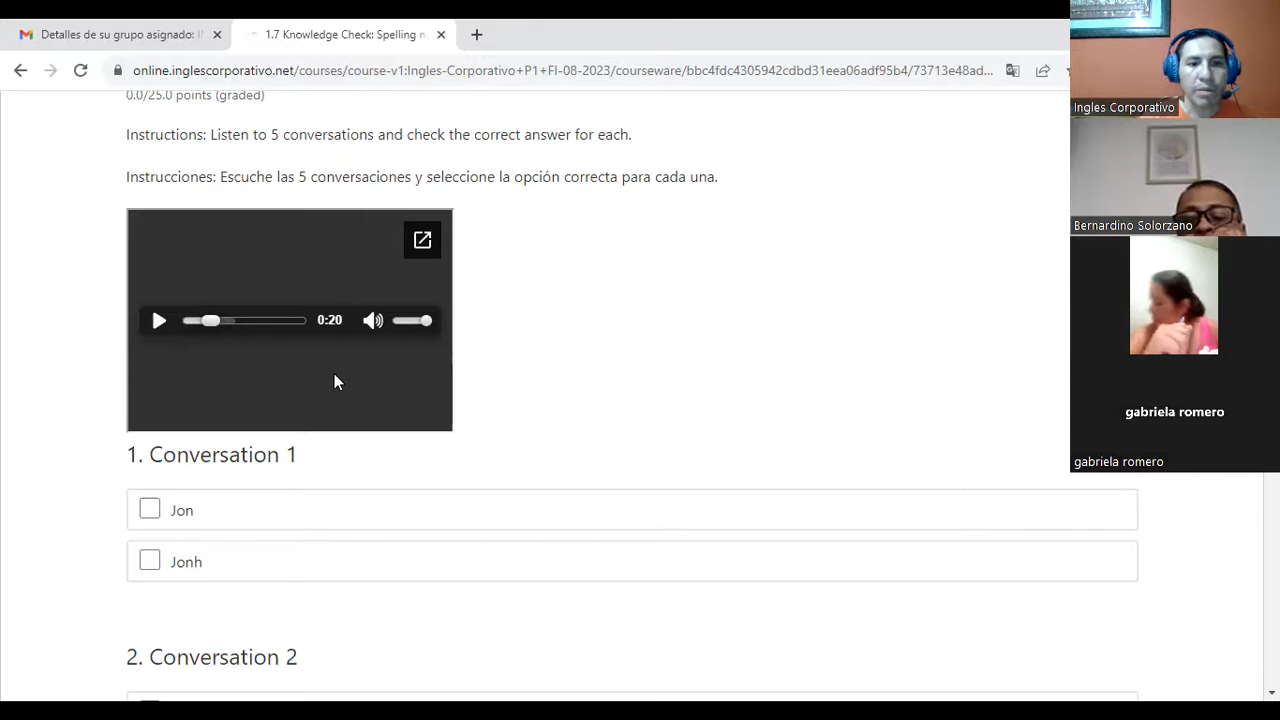 Detalles de su grupo asignado: I
1.7 Knowledge Check: Spelling n
online.inglescorporativo.net/courses/course-v1:Ingles-Corporativo+P1+FI-08-2023/courseware/bbc4fdc4305942cdbd31eea06adf95b4/73713e48ad...
0.0/25.0 points (graded)
Instructions: Listen to 5 conversations and check the correct answer for each.
Instrucciones: Escuche las 5 conversaciones y seleccione la opción correcta para cada una.
0:20
1. Conversation 1
Jon
Jonh
2. Conversation 2
Ingles Corporativo
Bernardino Solorzano
gabriela romero
gabriela romero